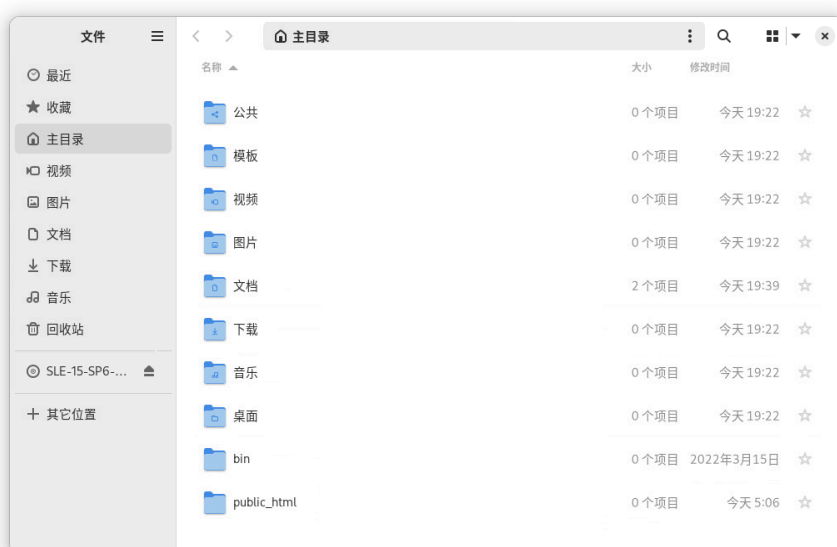 文件
主目录
最近
收藏
主目录
视频
图片
文档
下载
音乐
回收站
SLE-15-SP6-...
其它位置
名称 大小 修改时间
公共 0 个项目 今天 19:22
模板 0 个项目 今天 19:22
视频 0 个项目 今天 19:22
图片 0 个项目 今天 19:22
文档 2 个项目 今天 19:39
下载 0 个项目 今天 19:22
音乐 0 个项目 今天 19:22
桌面 0 个项目 今天 19:22
bin 0 个项目 2022年3月15日
public_html 0 个项目 今天 5:06